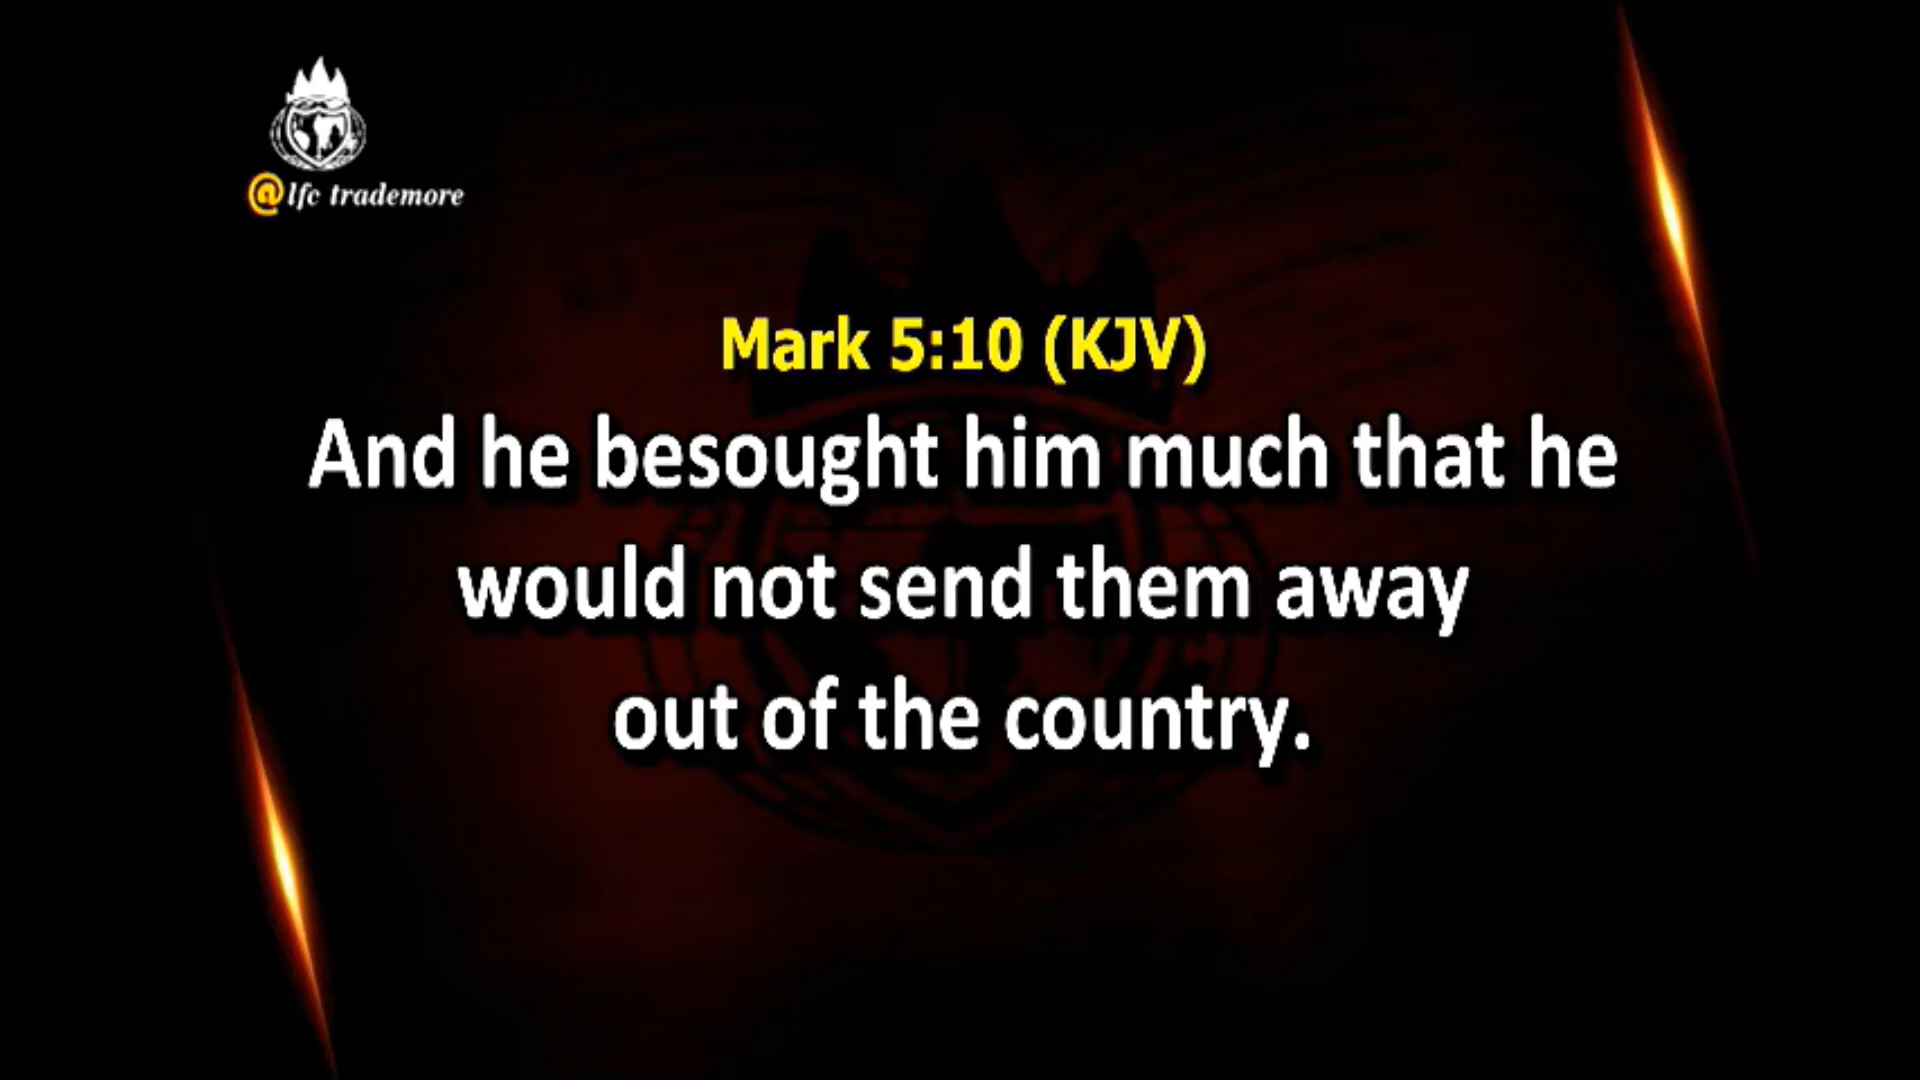 @lfc trademore
Mark 5:10 (KJV)
And he besought him much that he
would not send them away
out of the country.